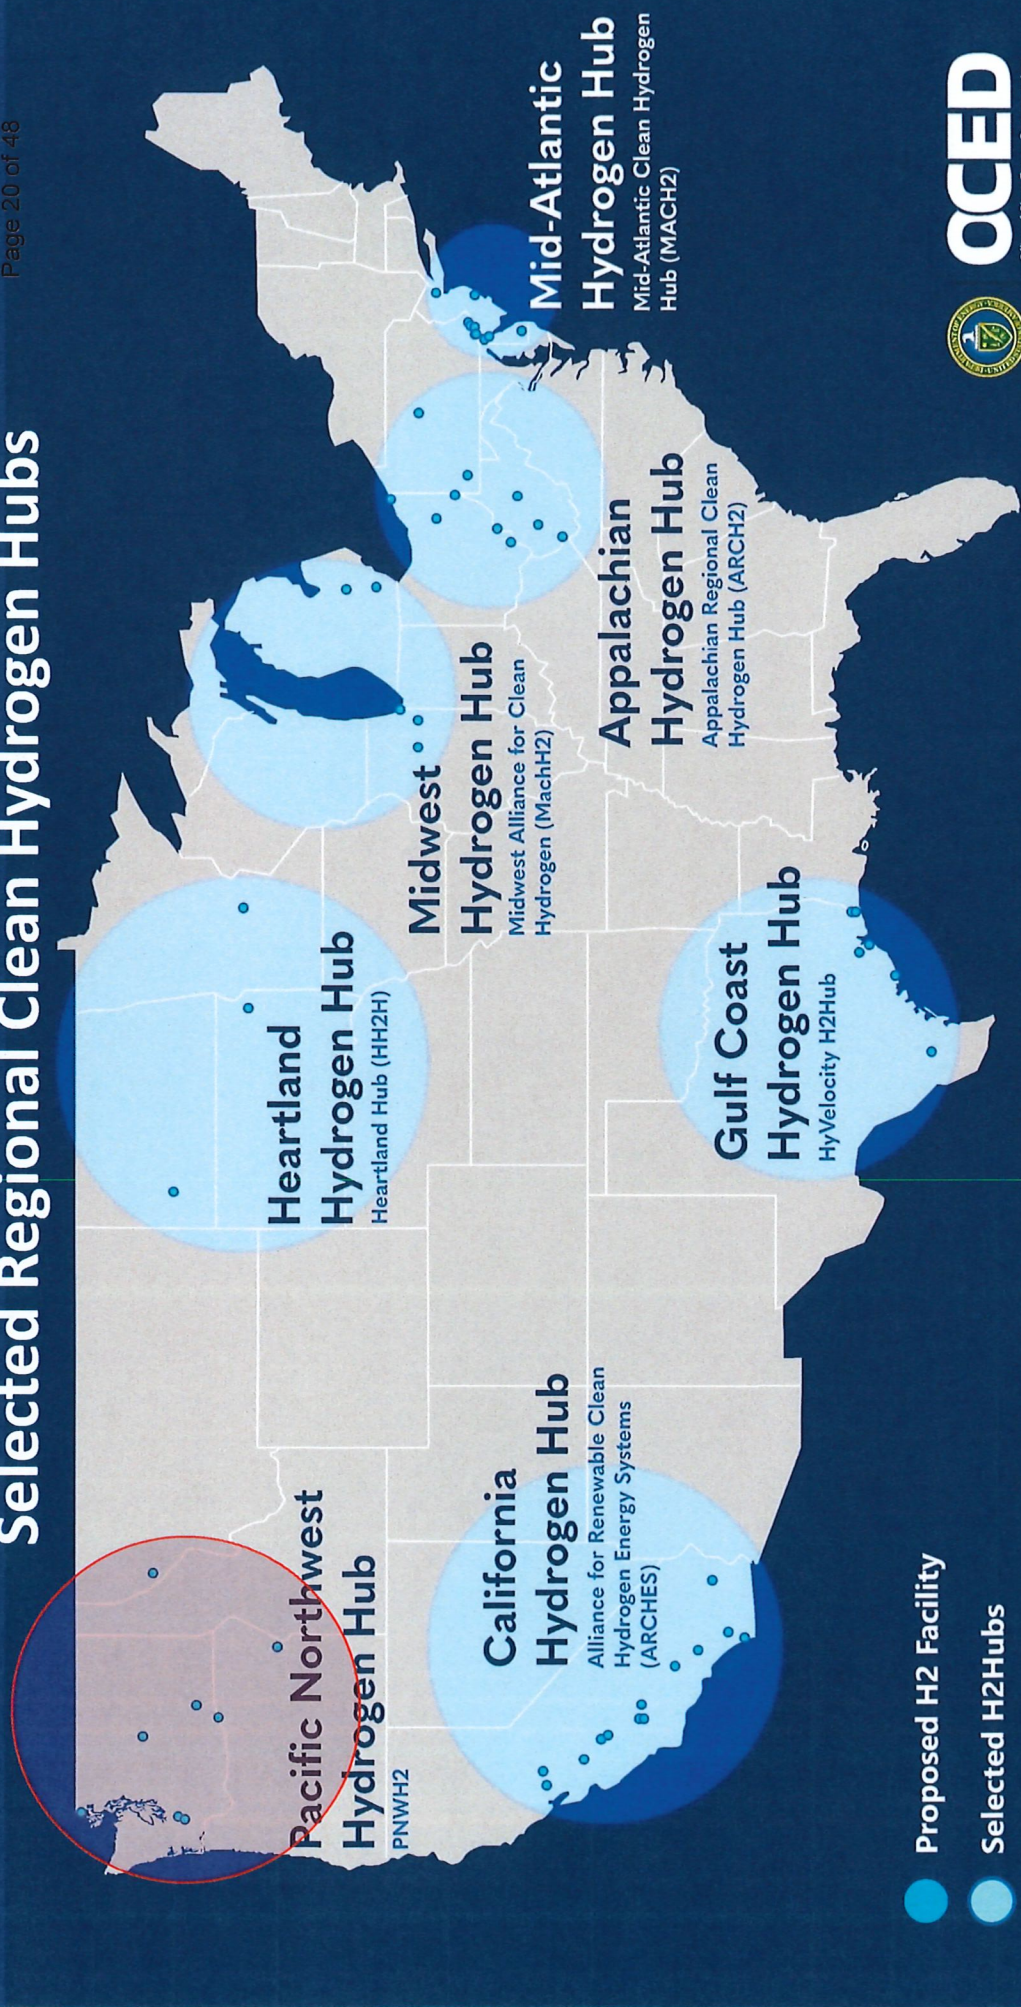 Page 20 of 48
Selected Regional Clean Hydrogen Hubs
Pacific Northwest
Hydrogen Hub
PNWH2
Heartland
Hydrogen Hub
Heartland Hub (HH2H)
Midwest
Hydrogen Hub
Midwest Alliance for Clean
Hydrogen (MachH2)
Mid-Atlantic
Hydrogen Hub
Mid-Atlantic Clean Hydrogen
Hub (MACH2)
California
Hydrogen Hub
Alliance for Renewable Clean
Hydrogen Energy Systems
(ARCHES)
Appalachian
Hydrogen Hub
Appalachian Regional Clean
Hydrogen Hub (ARCH2)
Gulf Coast
Hydrogen Hub
HyVelocity H2Hub
Proposed H2 Facility
Selected H2Hubs
OCED